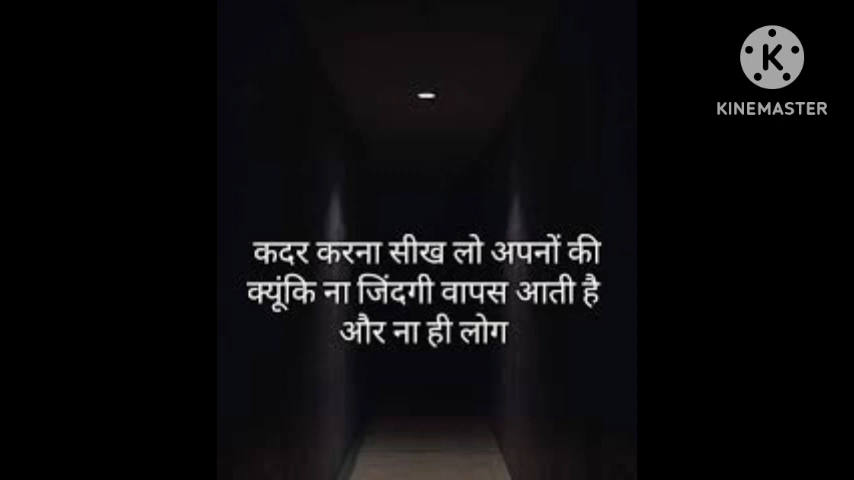 KINEMASTER
कदर करना सीख लो अपनों की
क्यूंकि ना जिंदगी वापस आती है
और ना ही लोग